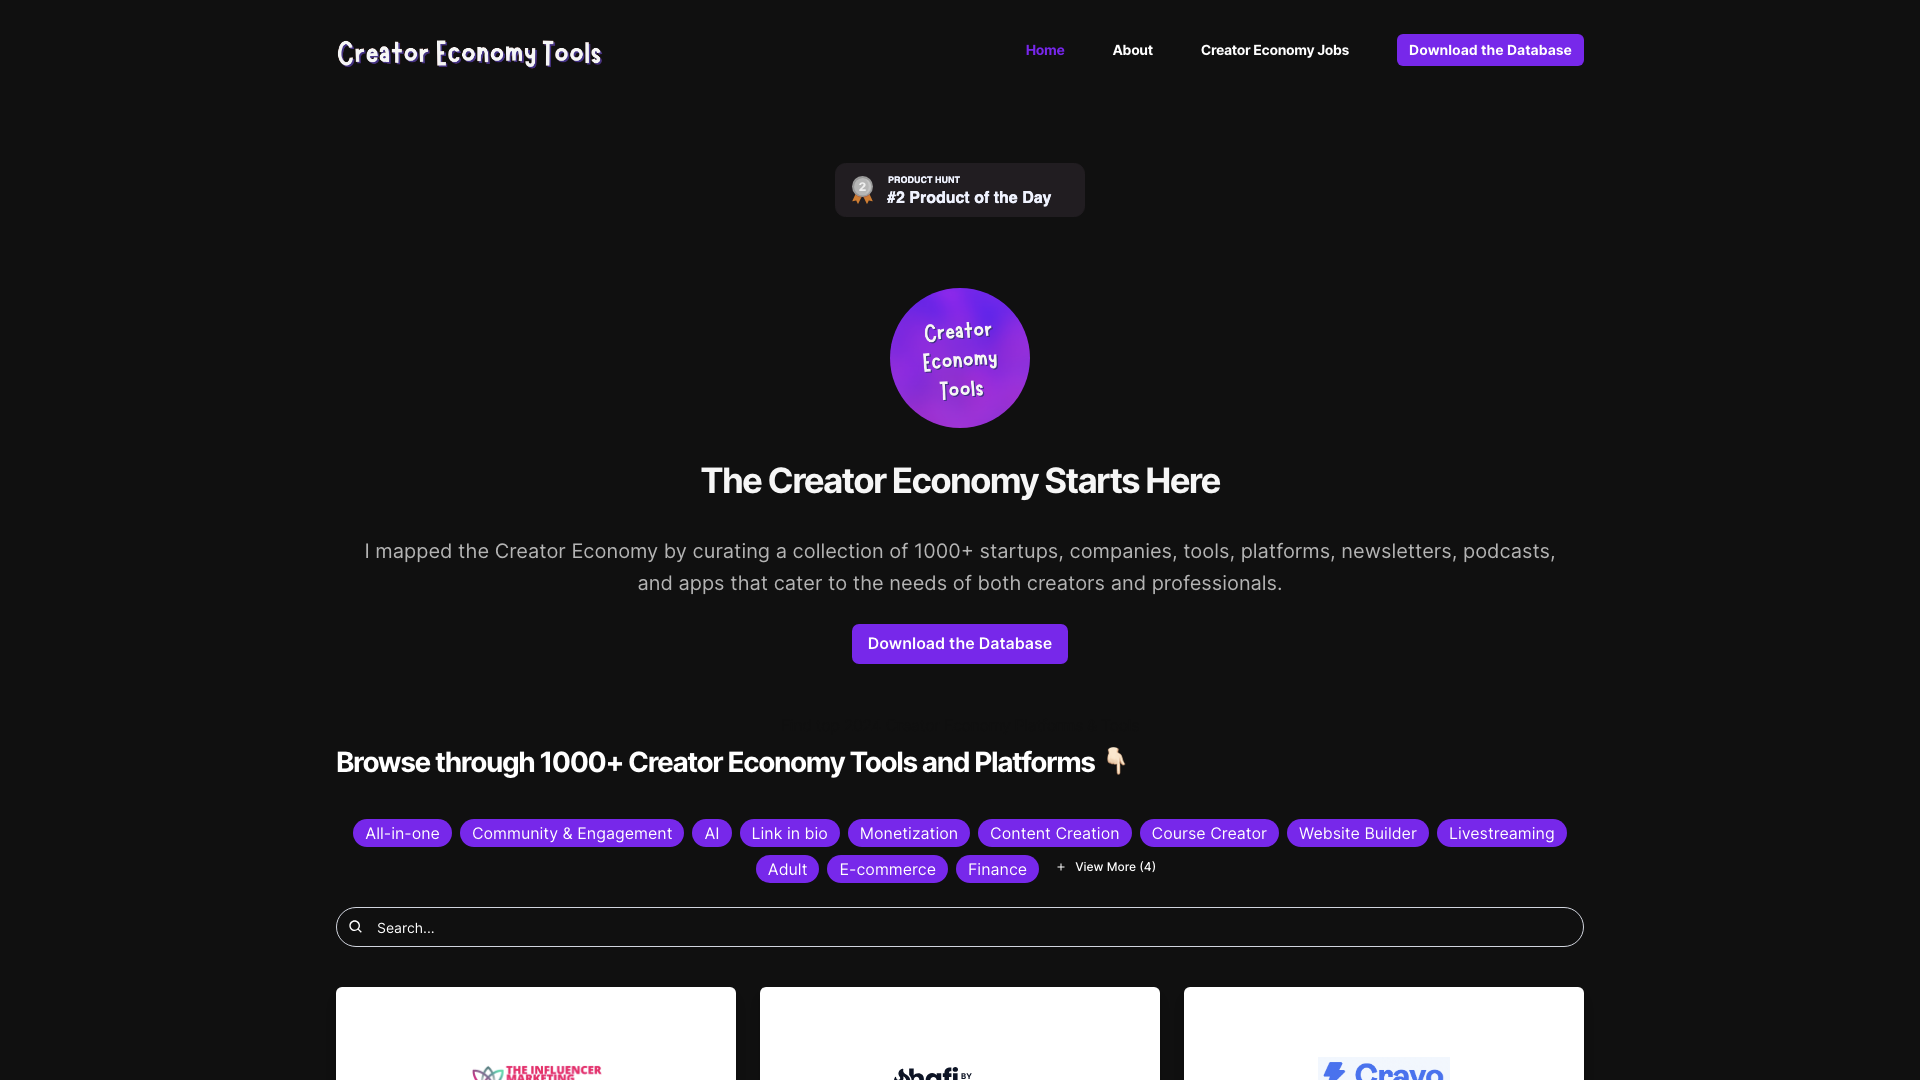 Creator Economy Tools
Home
About
Creator Economy Jobs
Download the Database
2
PRODUCT HUNT
#2 Product of the Day
Creator
Economy
Tools
The Creator Economy Starts Here
I mapped the Creator Economy by curating a collection of 1000+ startups, companies, tools, platforms, newsletters, podcasts,
and apps that cater to the needs of both creators and professionals.
Download the Database
Browse through 1000+ Creator Economy Tools and Platforms 👇🏻
All-in-one
Community & Engagement
AI
Link in bio
Monetization
Content Creation
Course Creator
Website Builder
Livestreaming
Adult
E-commerce
Finance
+ View More (4)
Search...
THE INFLUENCER
MARKETING
BY
Cravo